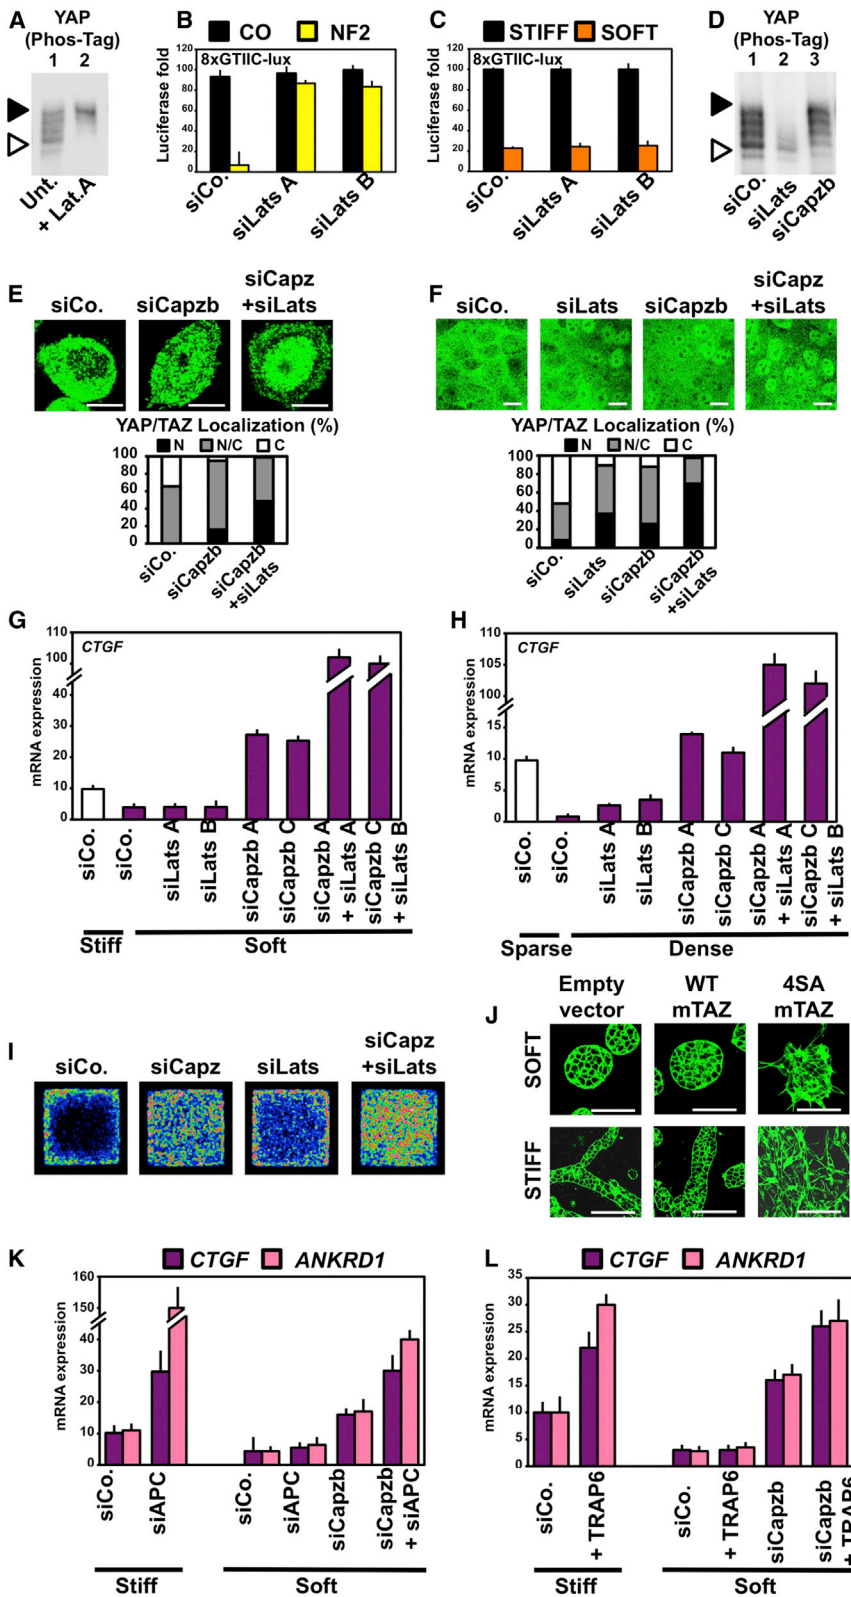 A
YAP
(Phos-Tag)
1 2
Unt.
+ Lat.A
B
CO NF2
8xGTIIC-lux
Luciferase fold
120
100
80
60
40
20
0
siCo.
siLats A
siLats B
C
STIFF SOFT
8xGTIIC-lux
Luciferase fold
120
100
80
60
40
20
0
siCo.
siLats A
siLats B
D
YAP
(Phos-Tag)
1 2 3
siCo.
siLats
siCapzb
E
siCo. siCapzb siCapz
+siLats
YAP/TAZ Localization (%)
N N/C C
100
80
60
40
20
0
siCo.
siCapzb
siCapzb
+siLats
F
siCo. siLats siCapzb siCapz
+siLats
YAP/TAZ Localization (%)
N N/C C
100
80
60
40
20
0
siCo.
siLats
siCapzb
siCapzb
+siLats
G
CTGF
mRNA expression
110
100
40
30
20
10
0
siCo.
siCo.
siLats A
siLats B
siCapzb A
siCapzb C
siCapzb A
+ siLats A
siCapzb C
+ siLats B
Stiff Soft
H
CTGF
mRNA expression
110
105
100
15
10
5
0
siCo.
siCo.
siLats A
siLats B
siCapzb A
siCapzb C
siCapzb A
+ siLats A
siCapzb C
+ siLats B
Sparse Dense
I
siCo. siCapz siLats siCapz
+siLats
J
Empty
vector
WT
mTAZ
4SA
mTAZ
SOFT
STIFF
K
CTGF ANKRD1
mRNA expression
160
150
40
30
20
10
0
siCo.
siAPC
siCo.
siAPC
siCapzb
siCapzb
+ siAPC
Stiff Soft
L
CTGF ANKRD1
mRNA expression
35
30
25
20
15
10
5
0
siCo.
+ TRAP6
siCo.
+ TRAP6
siCapzb
siCapzb
+ TRAP6
Stiff Soft